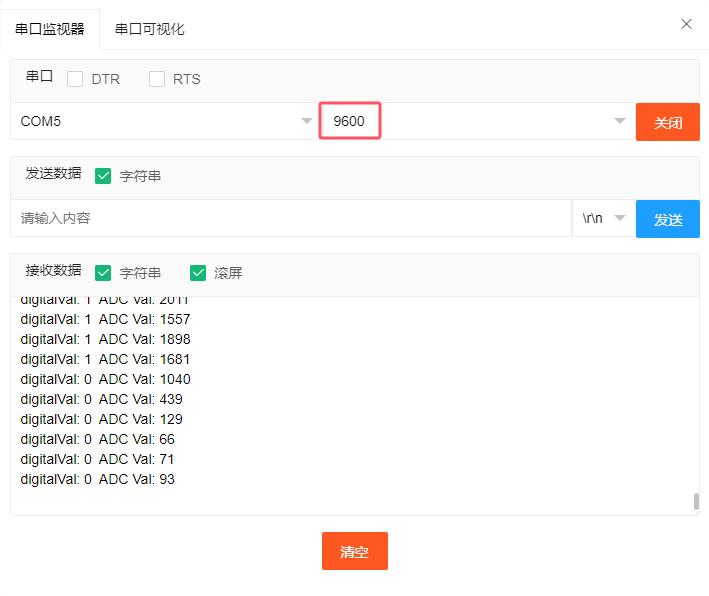 串口监视器 串口可视化
串口 DTR RTS
COM5 9600 关闭
发送数据 字符串
请输入内容 \r\n 发送
接收数据 字符串 滚屏
digitalVal: 1 ADC Val: 2011
digitalVal: 1 ADC Val: 1557
digitalVal: 1 ADC Val: 1898
digitalVal: 1 ADC Val: 1681
digitalVal: 0 ADC Val: 1040
digitalVal: 0 ADC Val: 439
digitalVal: 0 ADC Val: 129
digitalVal: 0 ADC Val: 66
digitalVal: 0 ADC Val: 71
digitalVal: 0 ADC Val: 93
清空